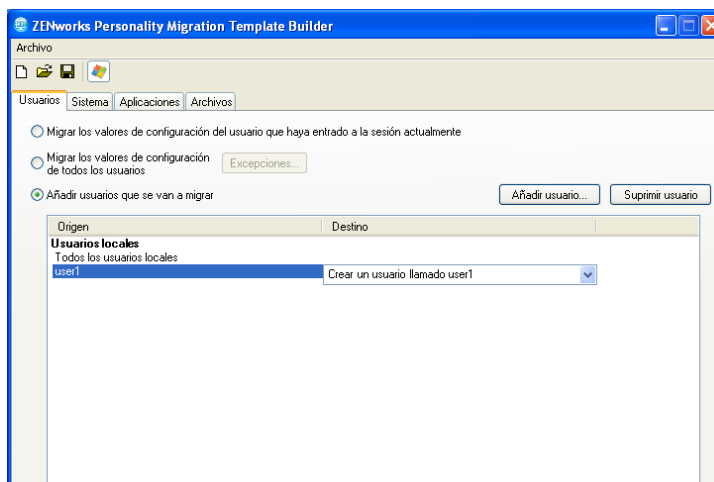 ZENworks Personality Migration Template Builder
Archivo
Usuarios Sistema Aplicaciones Archivos
Migrar los valores de configuración del usuario que haya entrado a la sesión actualmente
Migrar los valores de configuración
de todos los usuarios
Excepciones...
Añadir usuarios que se van a migrar
Añadir usuario...
Suprimir usuario
Origen Destino
Usuarios locales
Todos los usuarios locales
user1 Crear un usuario llamado user1